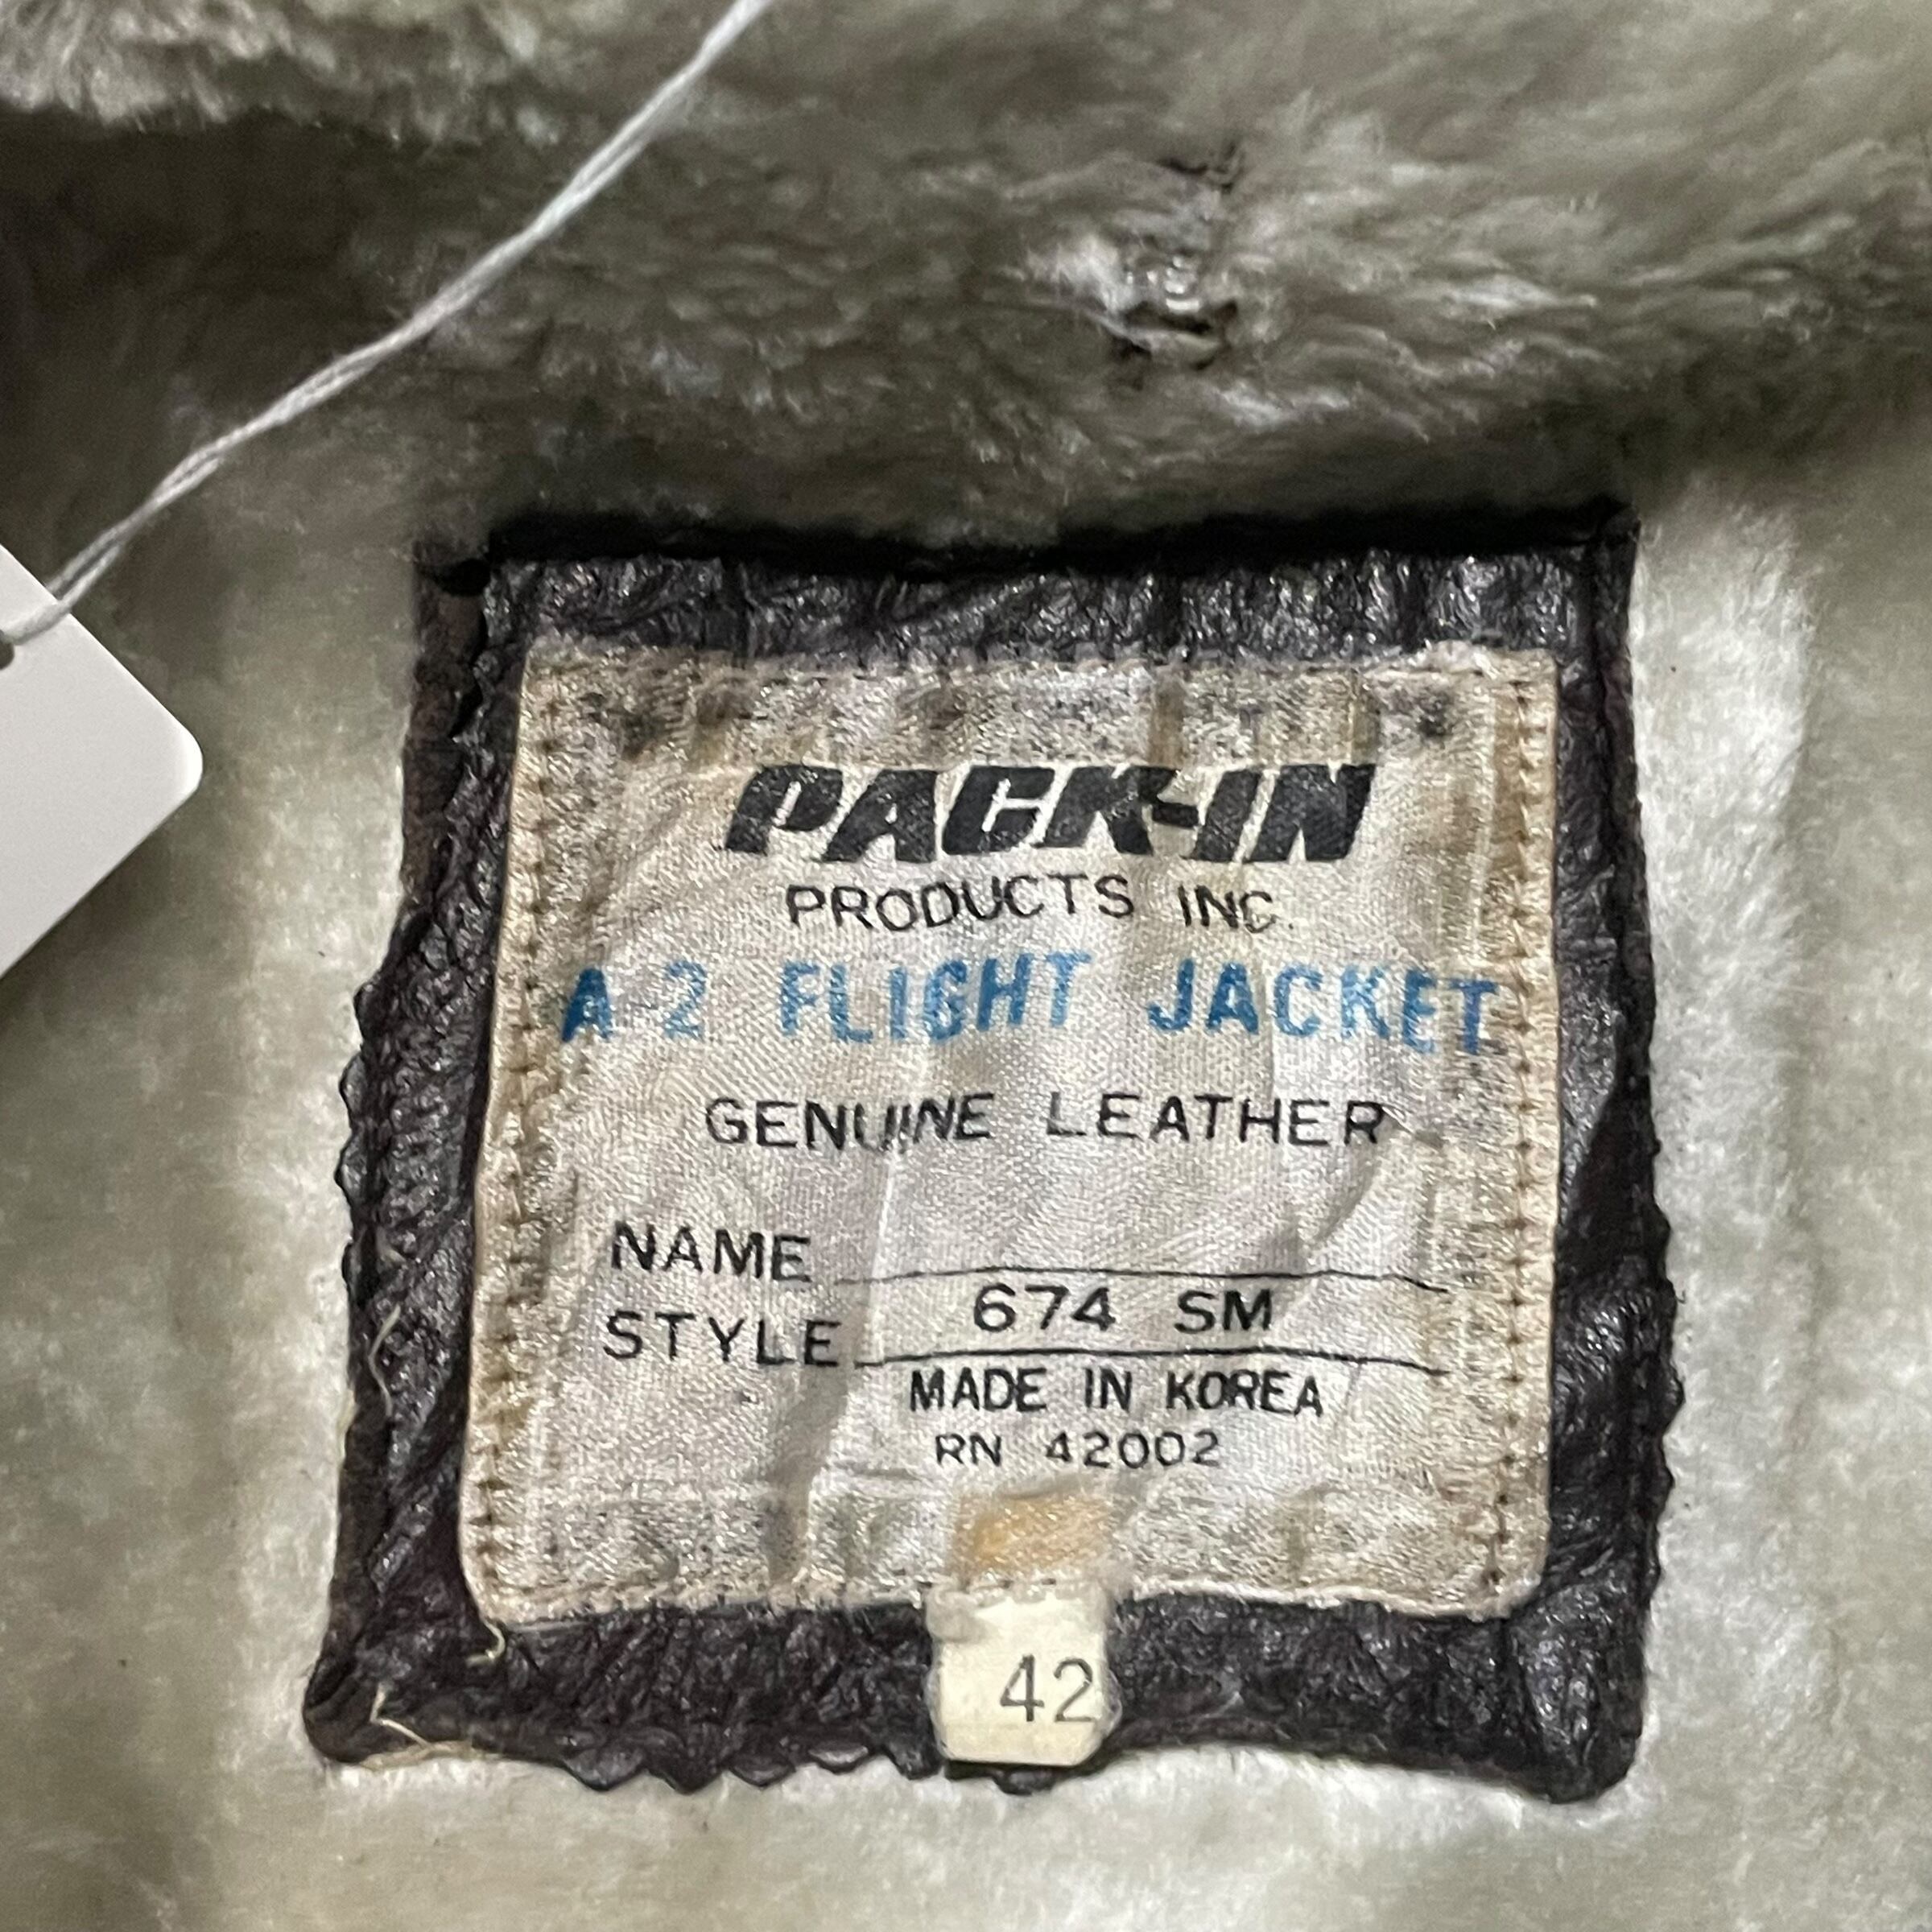 PACK-IN
PRODUCTS INC.
A-2 FLIGHT JACKET
GENUINE LEATHER
NAME
STYLE 674 SM
MADE IN KOREA
RN 42002
42